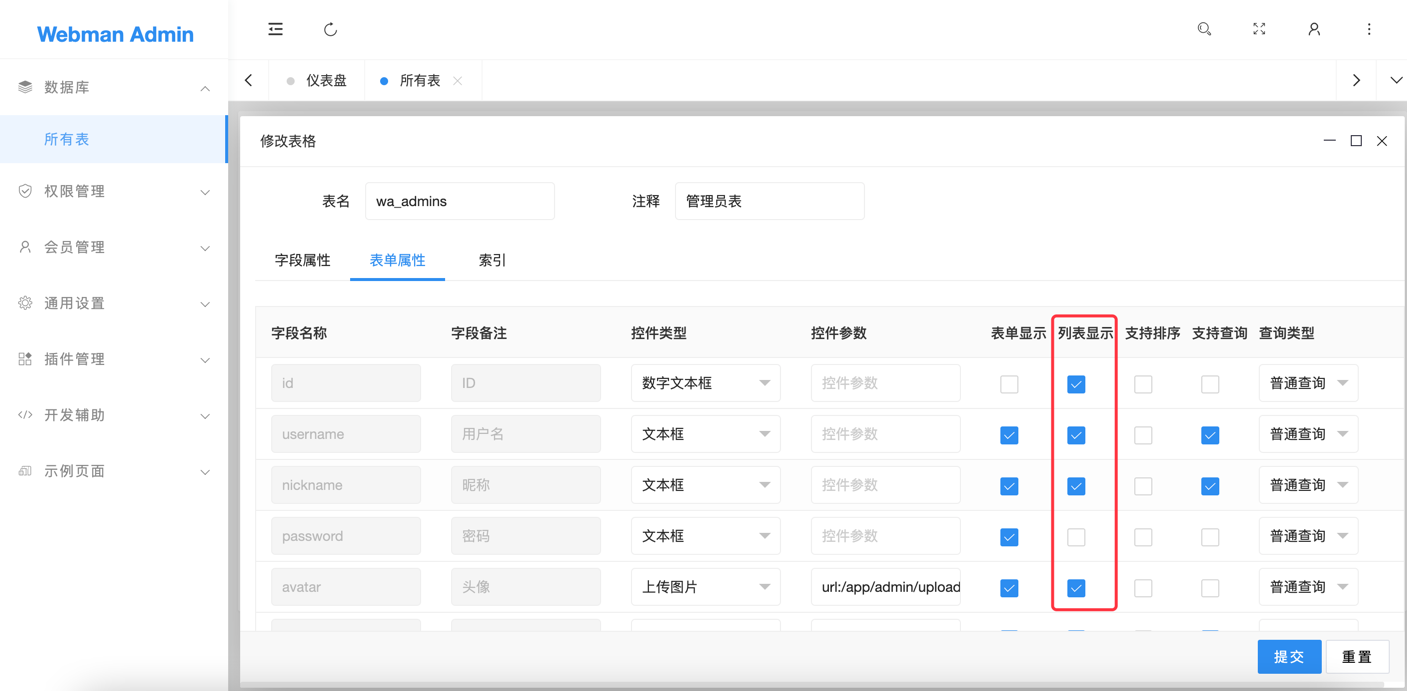 Webman Admin
数据库
所有表
权限管理
会员管理
通用设置
插件管理
开发辅助
示例页面
仪表盘
所有表
修改表格
表名 wa_admins 注释 管理员表
字段属性 表单属性 索引
字段名称 字段备注 控件类型 控件参数 表单显示 列表显示 支持排序 支持查询 查询类型
id ID 数字文本框 控件参数 普通查询
username 用户名 文本框 控件参数 普通查询
nickname 昵称 文本框 控件参数 普通查询
password 密码 文本框 控件参数 普通查询
avatar 头像 上传图片 url:/app/admin/upload 普通查询
提交 重置